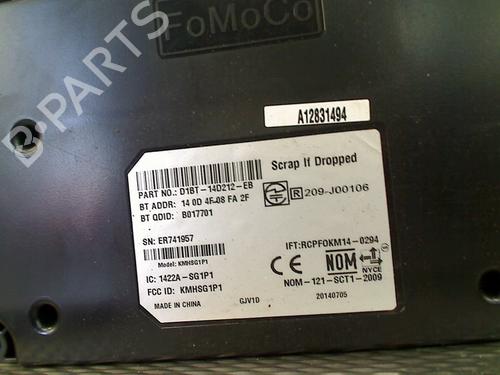 FoMoCo
A12831494
Scrap If Dropped
PART NO.: D1BT-14D212-EB
BT ADDR: 14 0D 4F-08 FA 2F
BT QDID: B017701
R 209-J00106
SN: ER741957
Model: KMHSG1P1
IC: 1422A-SG1P1
FCC ID: KMHSG1P1
MADE IN CHINA
GJV1D
IFT:RCPFOKM14-0294
CE
NOM
NYCE
NOM-121-SCT1-2009
20140705
B-PARTS